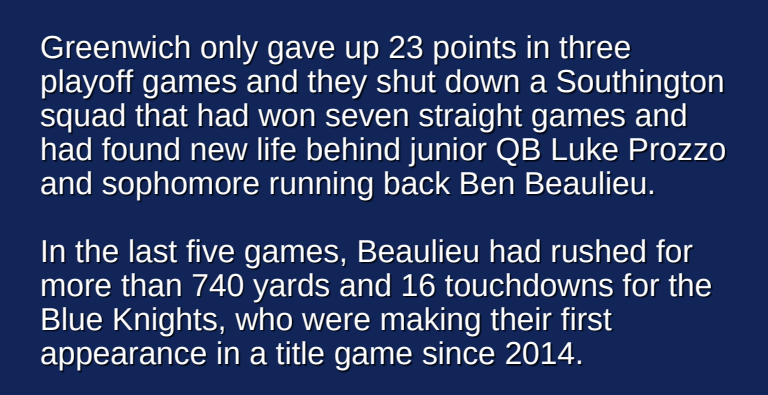 Greenwich only gave up 23 points in three
playoff games and they shut down a Southington
squad that had won seven straight games and
had found new life behind junior QB Luke Prozzo
and sophomore running back Ben Beaulieu.
In the last five games, Beaulieu had rushed for
more than 740 yards and 16 touchdowns for the
Blue Knights, who were making their first
appearance in a title game since 2014.